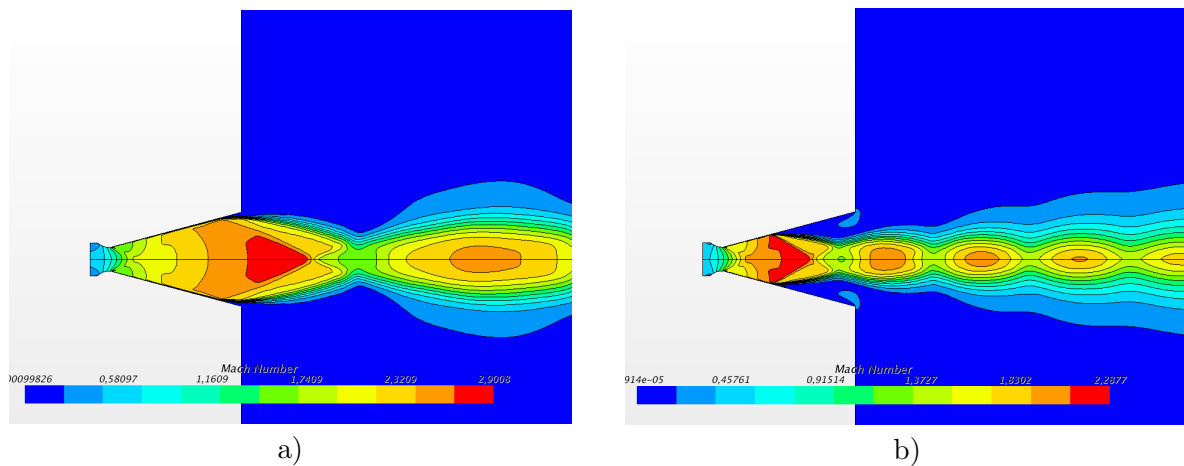 Mach Number
00099826 0,58097 1,1609 1,7409 2,3209 2,9008
a)
Mach Number
914e-05 0,45761 0,91514 1,3727 1,8302 2,2877
b)